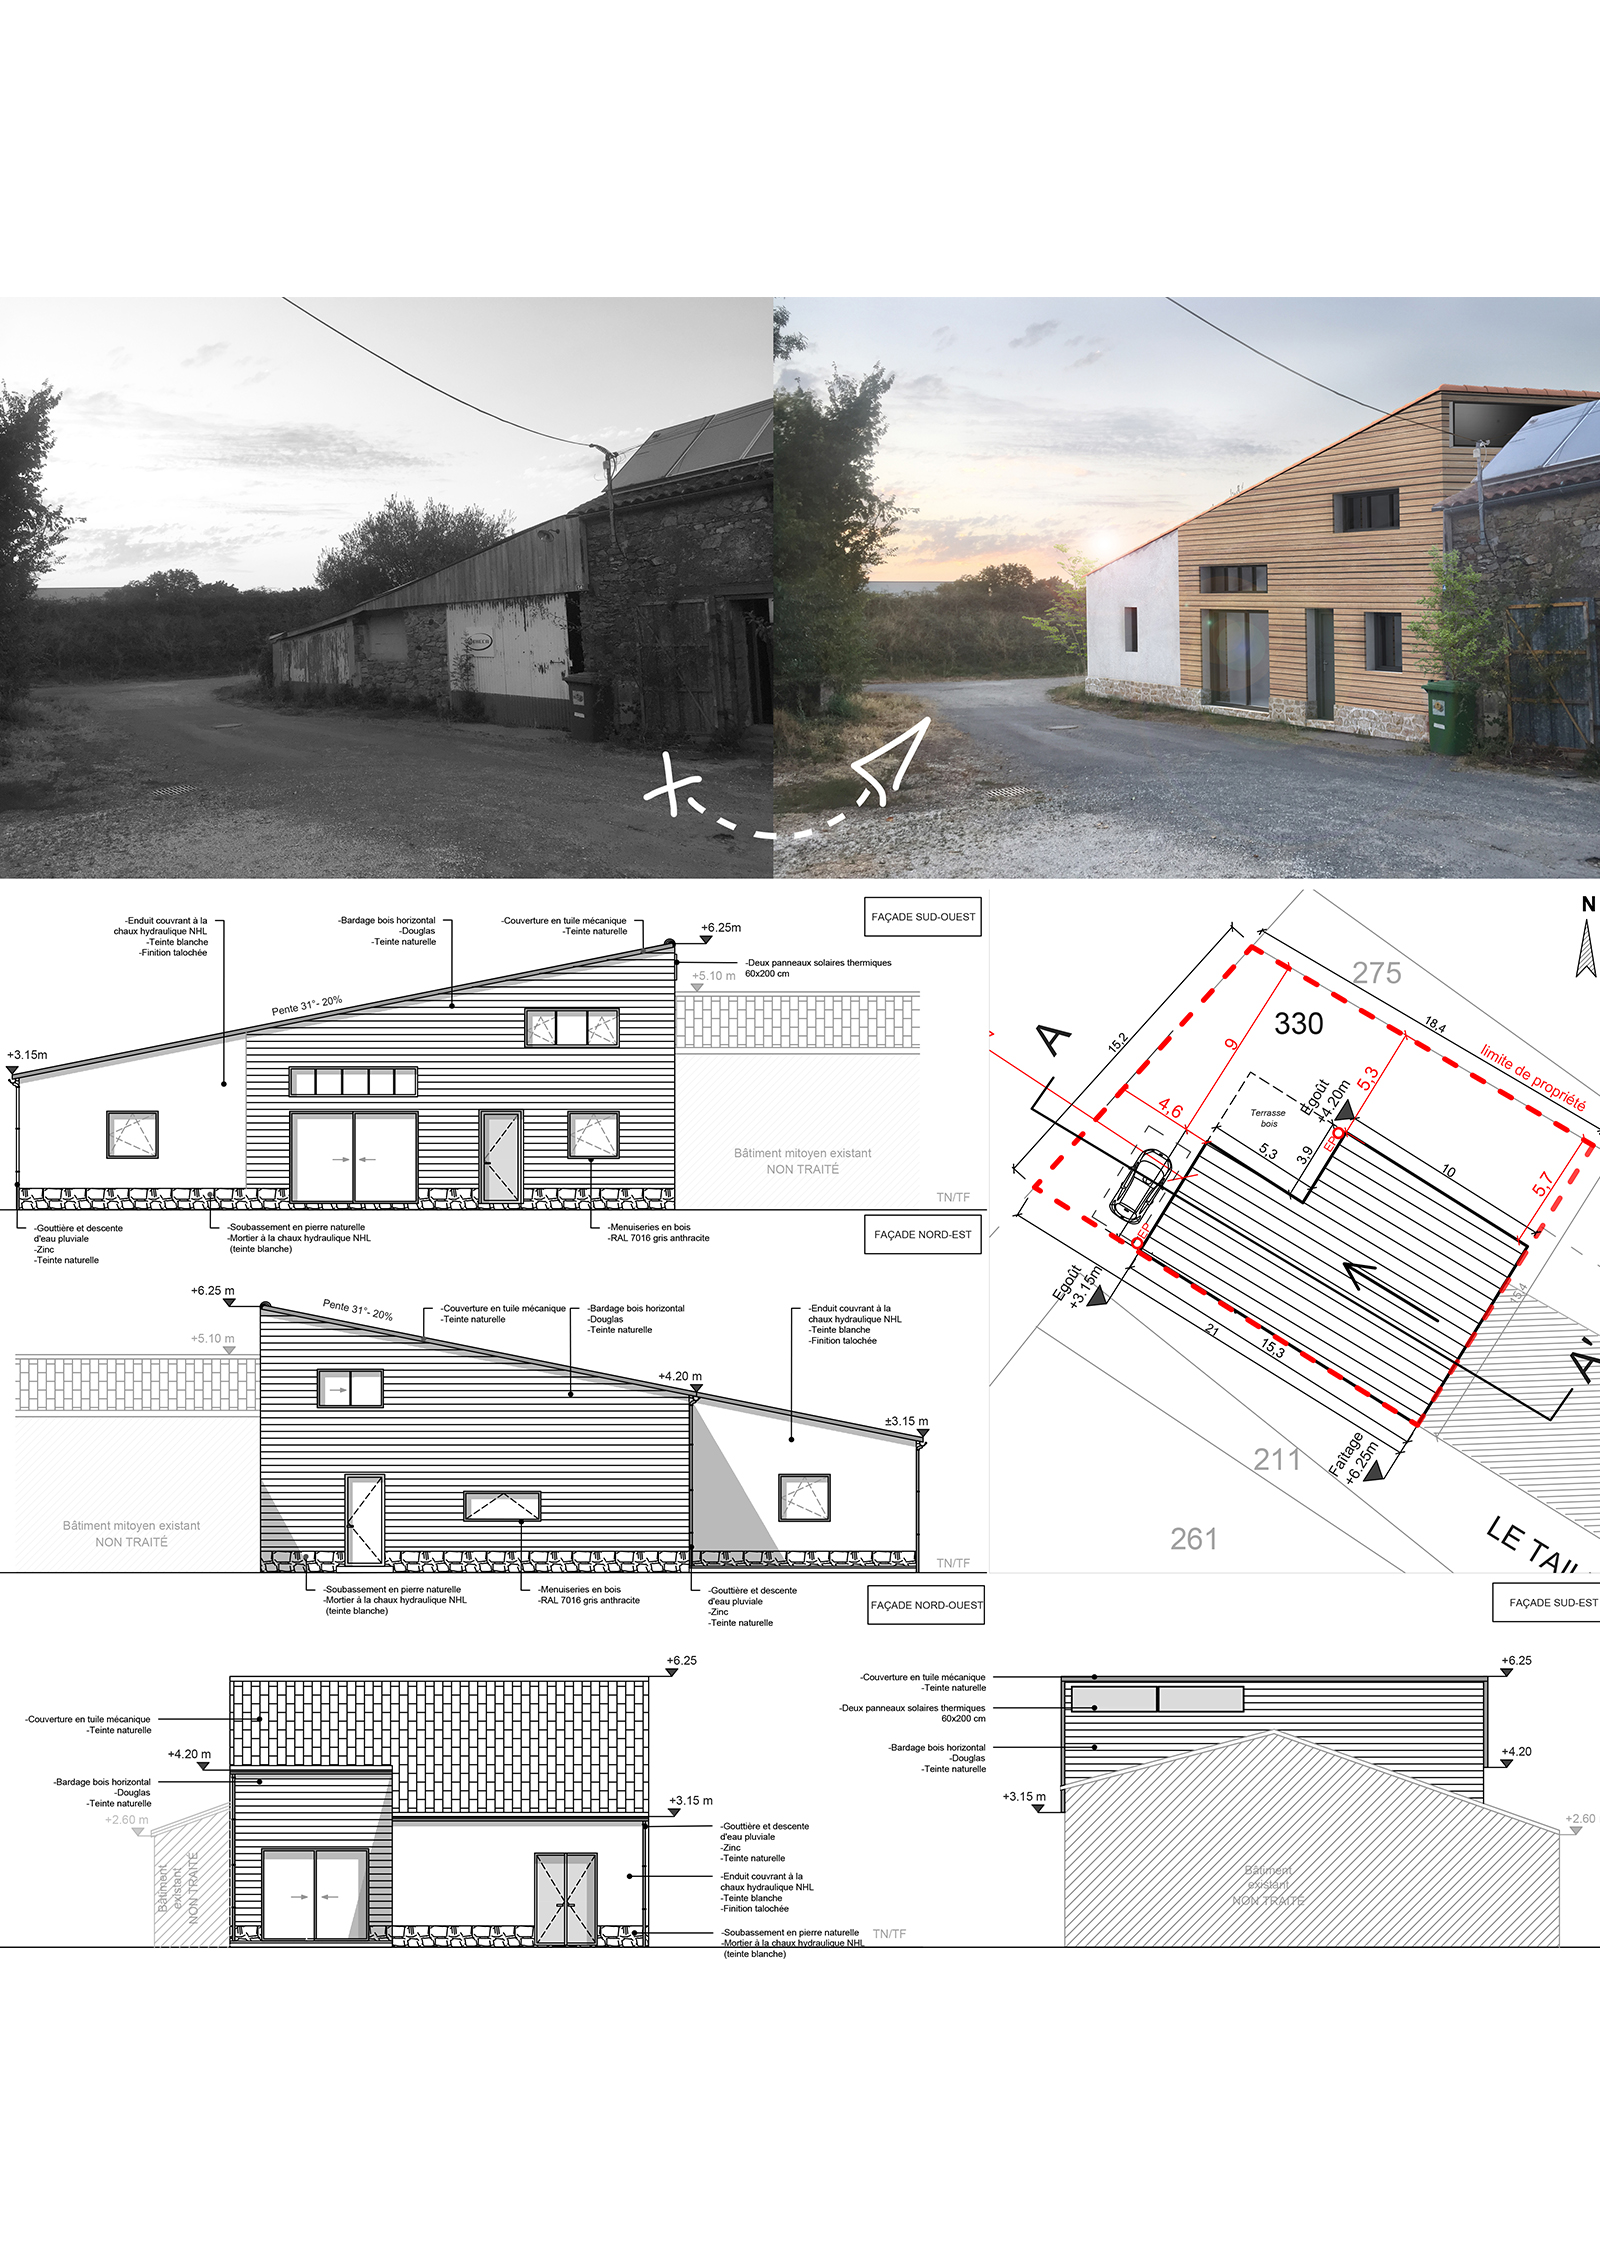 -Enduit couvrant à la
chaux hydraulique NHL
-Teinte blanche
-Finition talochée
-Bardage bois horizontal
-Douglas
-Teinte naturelle
-Couverture en tuile mécanique
-Teinte naturelle
FAÇADE SUD-OUEST
+6.25m
-Deux panneaux solaires thermiques
60x200 cm
+5.10 m
Pente 31°- 20%
+3.15m
Bâtiment mitoyen existant
NON TRAITÉ
TN/TF
-Gouttière et descente
d'eau pluviale
-Zinc
-Teinte naturelle
-Soubassement en pierre naturelle
-Mortier à la chaux hydraulique NHL
(teinte blanche)
-Menuiseries en bois
-RAL 7016 gris anthracite
FAÇADE NORD-EST
+6.25 m
Pente 31°- 20%
-Couverture en tuile mécanique
-Teinte naturelle
-Bardage bois horizontal
-Douglas
-Teinte naturelle
-Enduit couvrant à la
chaux hydraulique NHL
-Teinte blanche
-Finition talochée
+5.10 m
+4.20 m
±3.15 m
Bâtiment mitoyen existant
NON TRAITÉ
TN/TF
-Soubassement en pierre naturelle
-Mortier à la chaux hydraulique NHL
(teinte blanche)
-Menuiseries en bois
-RAL 7016 gris anthracite
-Gouttière et descente
d'eau pluviale
-Zinc
-Teinte naturelle
N
275
330
18,4
15,2
limite de propriété
A
9
5,3
4,6
Terrasse
bois
Egoût
+4.20m
EP
5,3
3,9
10
5,7
EP
Egoût
+3.15m
15,4
21
15,3
A'
Faîtage
+6.25m
211
261
LE TAIL
FAÇADE NORD-OUEST
+6.25
-Couverture en tuile mécanique
-Teinte naturelle
+4.20 m
-Bardage bois horizontal
-Douglas
-Teinte naturelle
+2.60 m
+3.15 m
Bâtiment
existant
NON TRAITÉ
-Gouttière et descente
d'eau pluviale
-Zinc
-Teinte naturelle
-Enduit couvrant à la
chaux hydraulique NHL
-Teinte blanche
-Finition talochée
-Soubassement en pierre naturelle
-Mortier à la chaux hydraulique NHL
(teinte blanche)
TN/TF
FAÇADE SUD-EST
-Couverture en tuile mécanique
-Teinte naturelle
+6.25
-Deux panneaux solaires thermiques
60x200 cm
-Bardage bois horizontal
-Douglas
-Teinte naturelle
+4.20
+3.15 m
+2.60
Bâtiment
existant
NON TRAITÉ